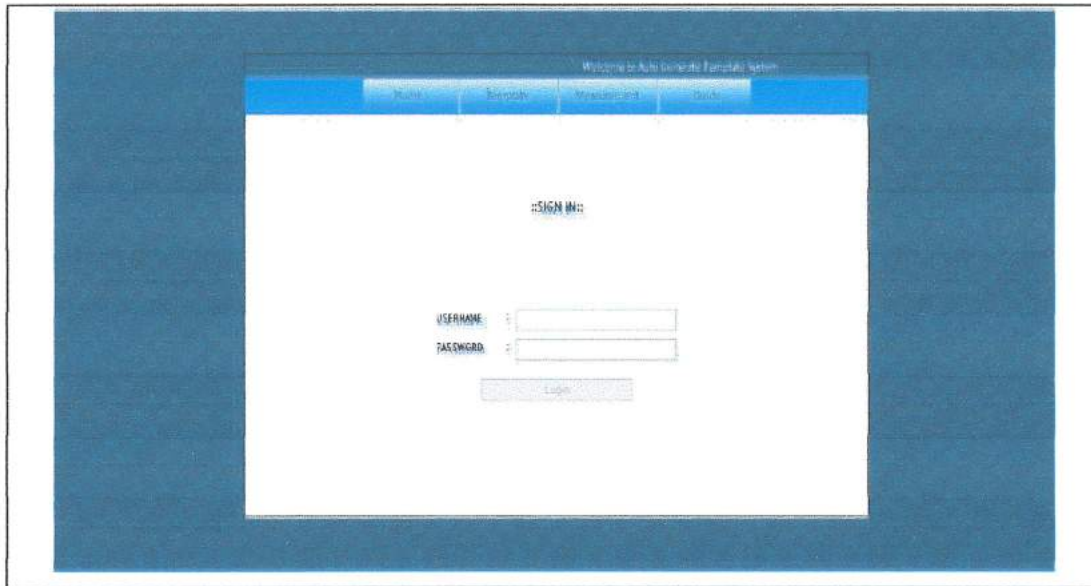 Welcome to Auto Generate Template System
Template
::SIGN IN::
USERNAME :
PASSWORD :
Login